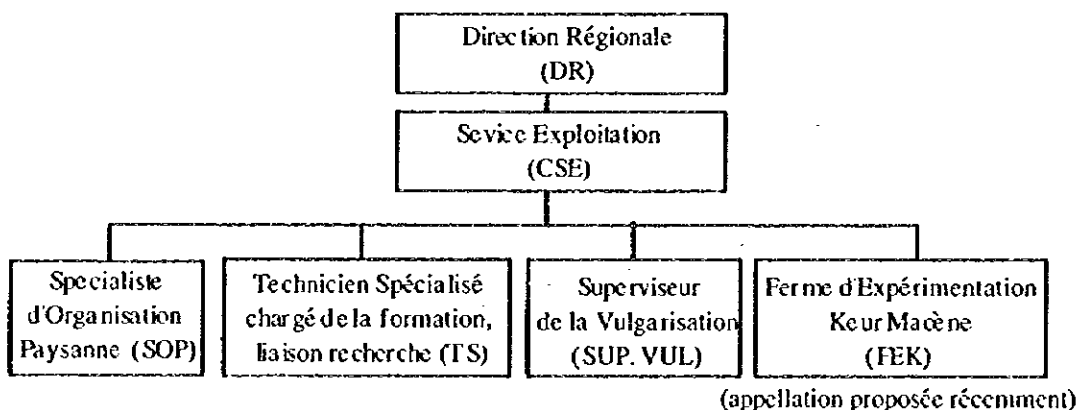 Direction Régionale
(DR)
Sevice Exploitation
(CSE)
Specialiste
d'Organisation
Paysanne (SOP)
Technicien Spécialisé
chargé de la formation,
liaison recherche (TS)
Superviseur
de la Vulgarisation
(SUP. VUL)
Ferme d'Expérimentation
Keur Macène
(FEK)
(appellation proposée récemment)